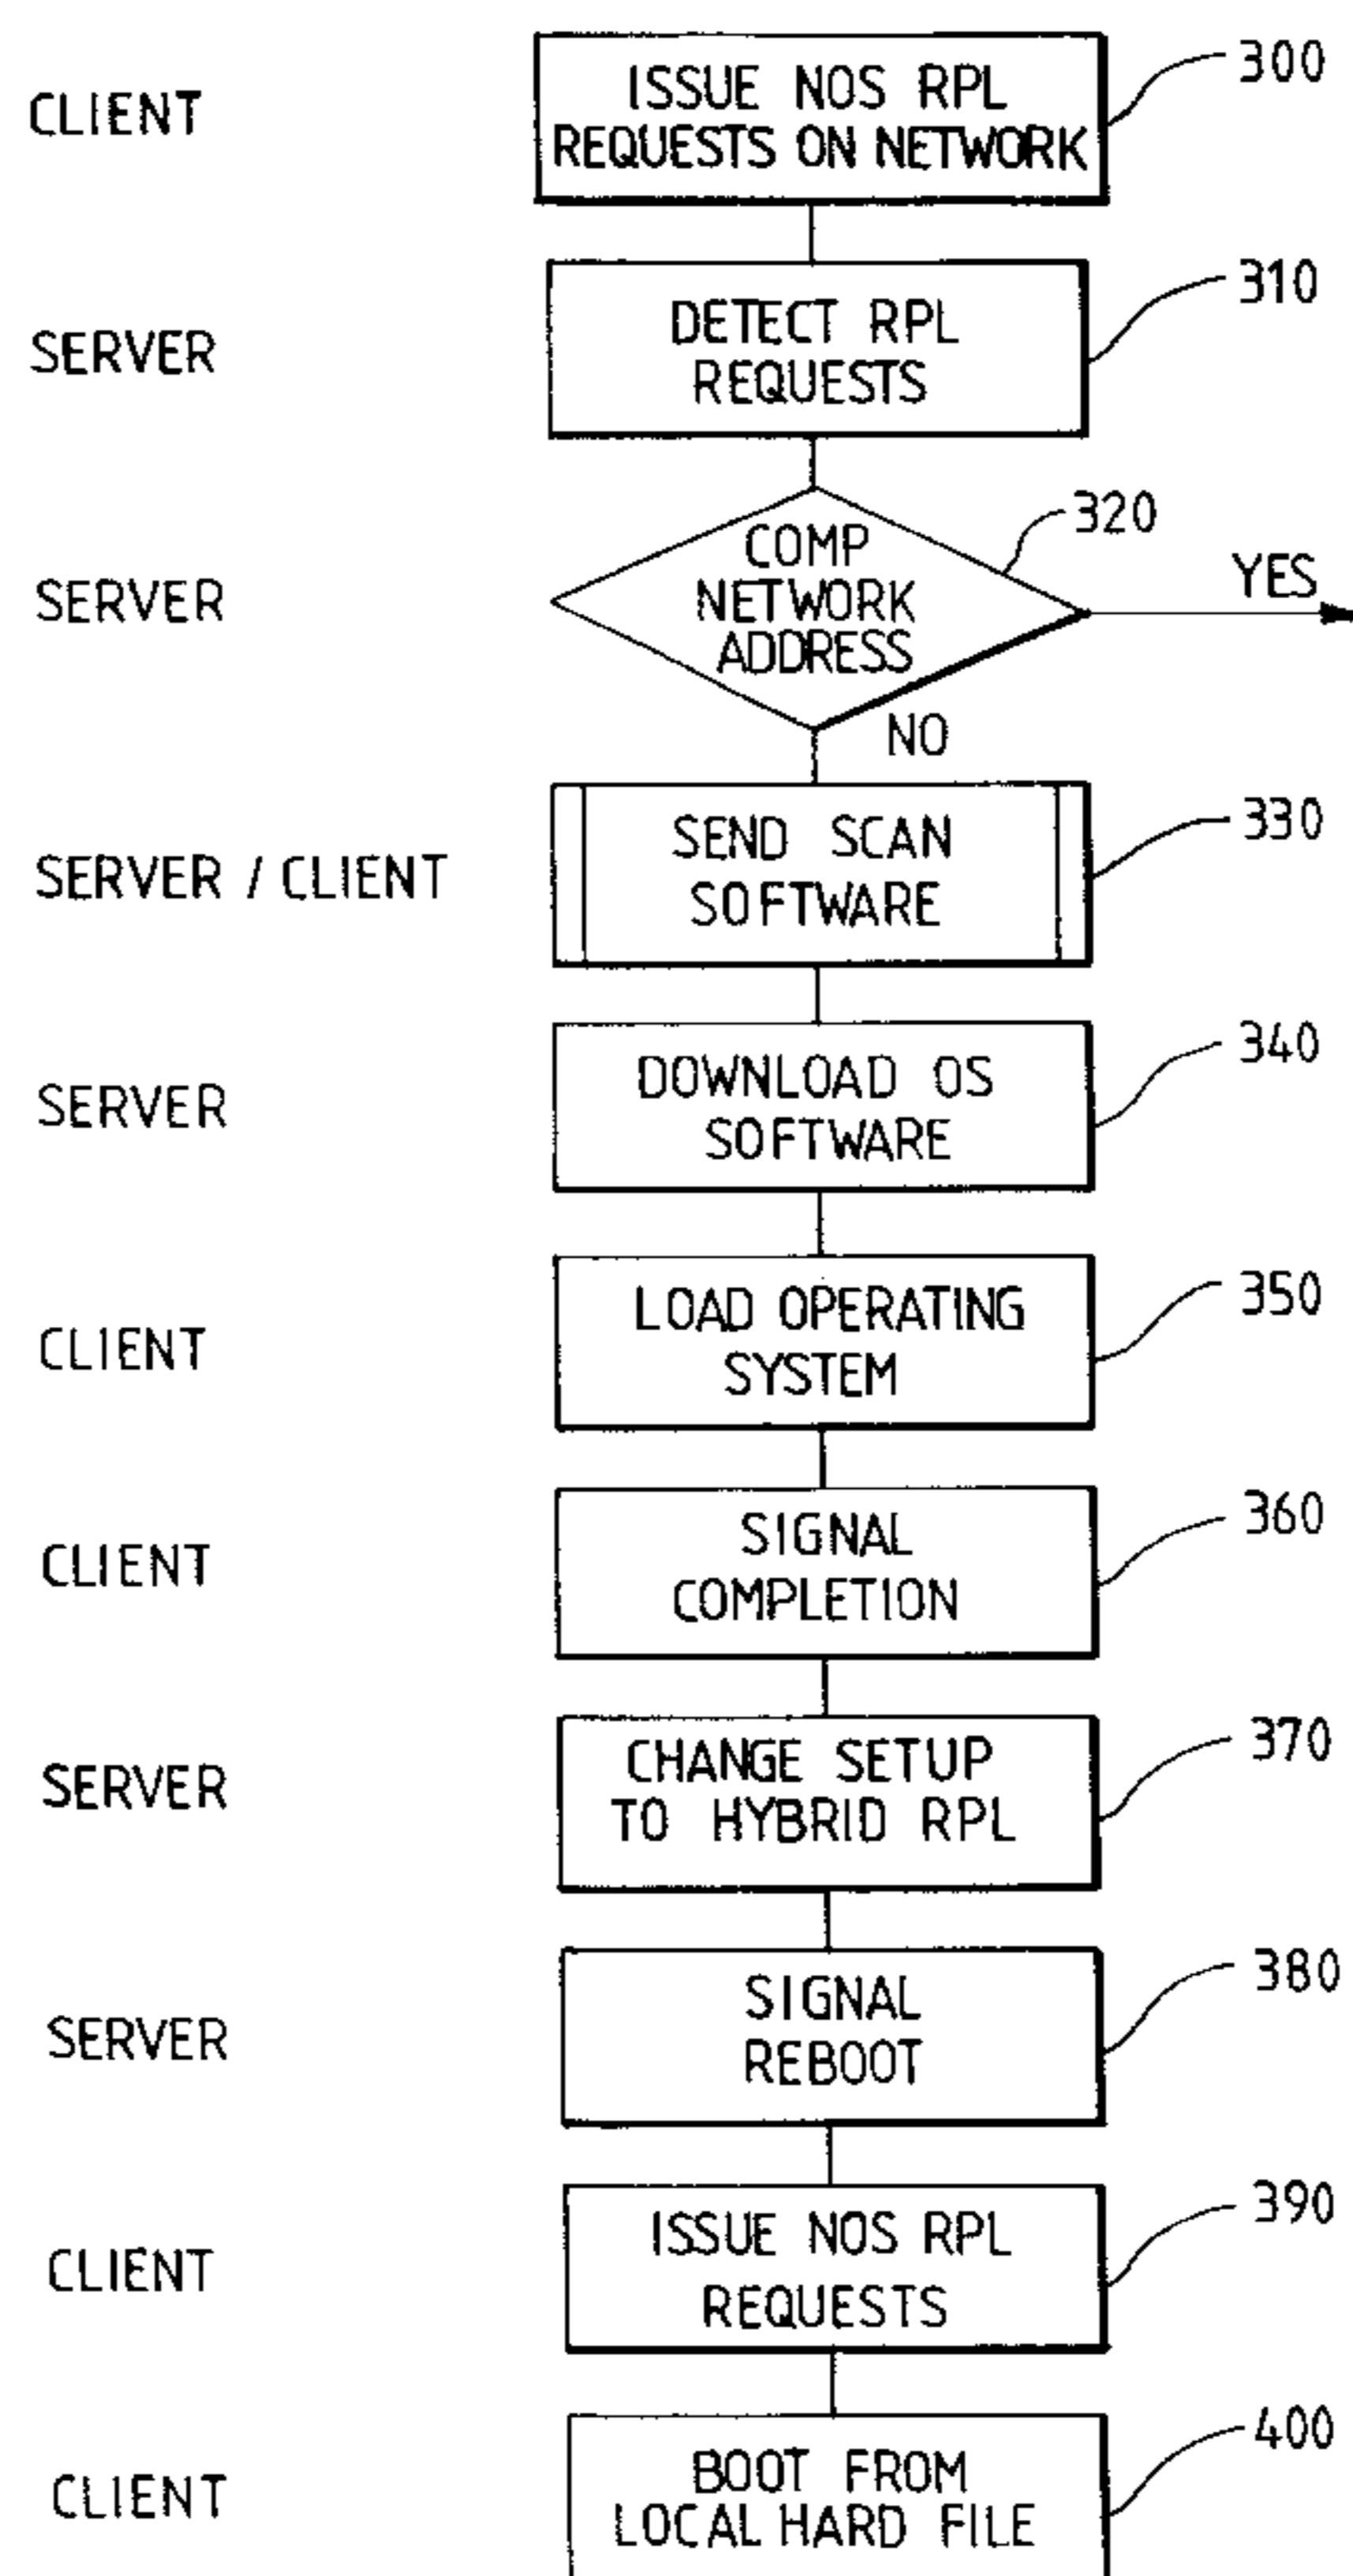 CLIENT
ISSUE NOS RPL
REQUESTS ON NETWORK
300
SERVER
DETECT RPL
REQUESTS
310
SERVER
COMP
NETWORK
ADDRESS
320
YES
NO
SERVER / CLIENT
SEND SCAN
SOFTWARE
330
SERVER
DOWNLOAD OS
SOFTWARE
340
CLIENT
LOAD OPERATING
SYSTEM
350
CLIENT
SIGNAL
COMPLETION
360
SERVER
CHANGE SETUP
TO HYBRID RPL
370
SERVER
SIGNAL
REBOOT
380
CLIENT
ISSUE NOS RPL
REQUESTS
390
CLIENT
BOOT FROM
LOCAL HARD FILE
400